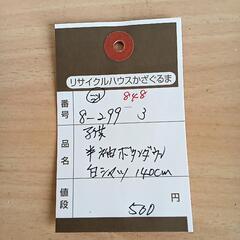 リサイクルハウスかざぐるま
848
番号 8-299-3
品名 子供
半袖ボタンダウン
白シャツ 140cm
値段 500 円